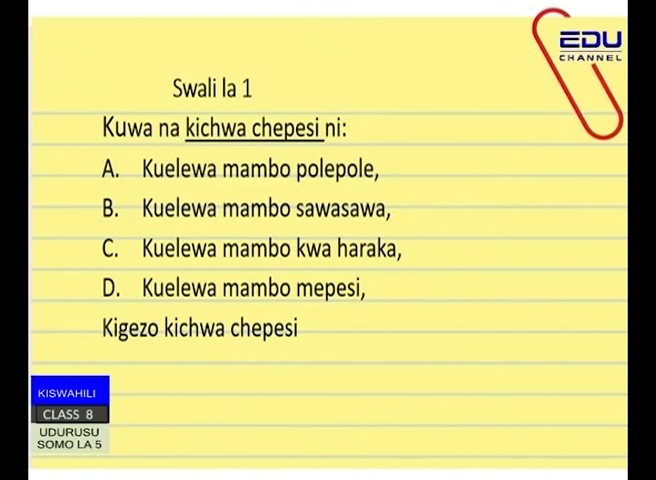 EDU
CHANNEL
Swali la 1
Kuwa na kichwa chepesi ni:
A. Kuelewa mambo polepole,
B. Kuelewa mambo sawasawa,
C. Kuelewa mambo kwa haraka,
D. Kuelewa mambo mepesi,
Kigezo kichwa chepesi
KISWAHILI
CLASS 8
UDURUSU
SOMO LA 5